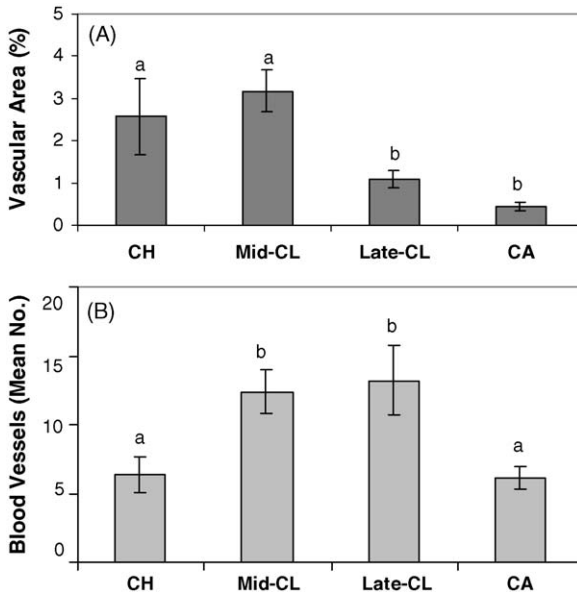 (A)
Vascular Area (%)
5
4
3
2
1
0
a
a
b
b
CH Mid-CL Late-CL CA
(B)
Blood Vessels (Mean No.)
20
15
10
5
0
a
b
b
a
CH Mid-CL Late-CL CA